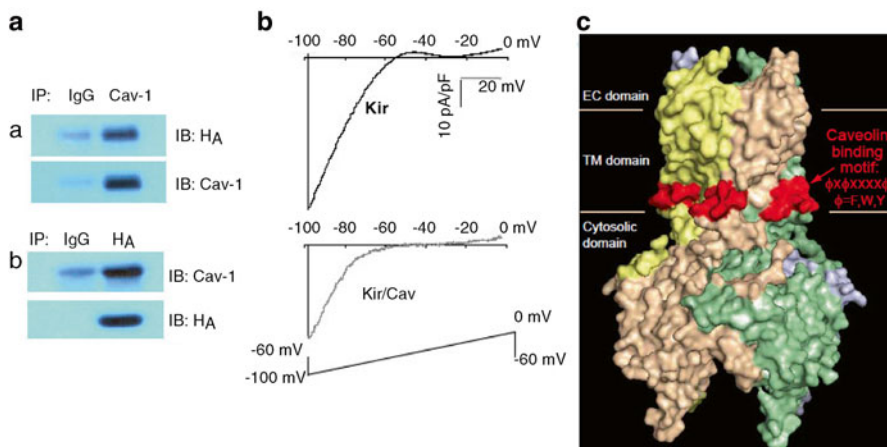 a
IP: IgG Cav-1
a
IB: HA
IB: Cav-1
IP: IgG HA
b
IB: Cav-1
IB: HA
b
-100 -80 -60 -40 -20 0 mV
Kir
10 pA/pF
20 mV
-100 -80 -60 -40 -20 0 mV
Kir/Cav
0 mV
-60 mV
-60 mV
-100 mV
c
EC domain
TM domain
Cytosolic
domain
Caveolin
binding
motif:
ϕXϕXXXXϕ
ϕ=F,W,Y